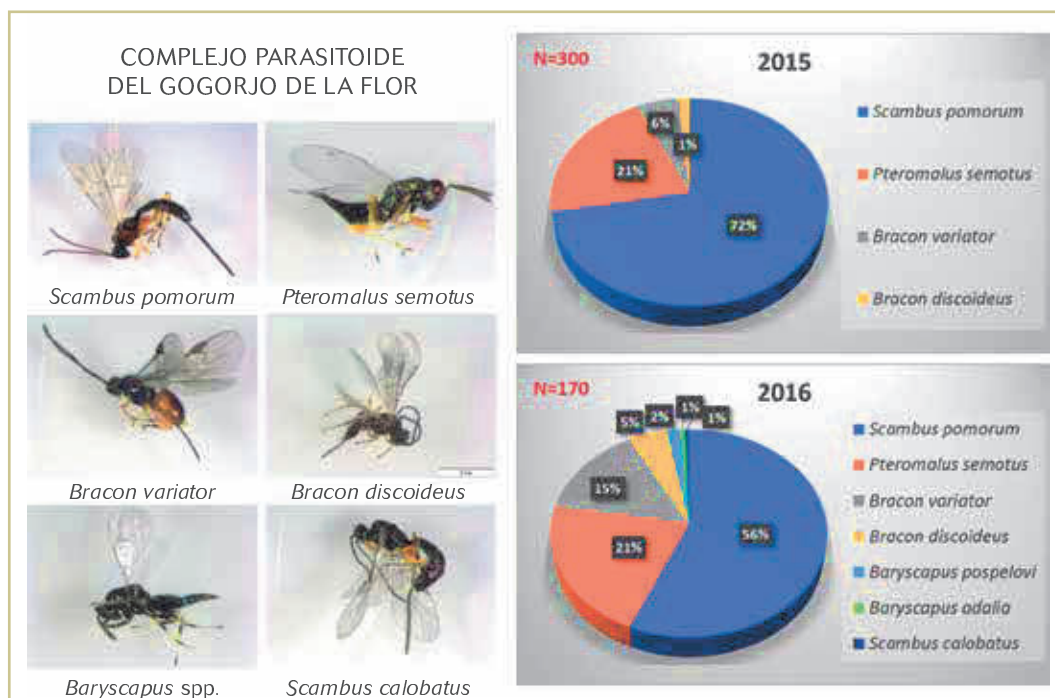 COMPLEJO PARASITOIDE
DEL GOGORJO DE LA FLOR
Scambus pomorum
Pteromalus semotus
Bracon variator
Bracon discoideus
Baryscapus spp.
Scambus calobatus
N=300
2015
6%
1%
21%
72%
Scambus pomorum
Pteromalus semotus
Bracon variator
Bracon discoideus
N=170
2016
5%
2%
1%
1%
15%
21%
56%
Scambus pomorum
Pteromalus semotus
Bracon variator
Bracon discoideus
Baryscapus pospelovi
Baryscapus adalia
Scambus calobatus